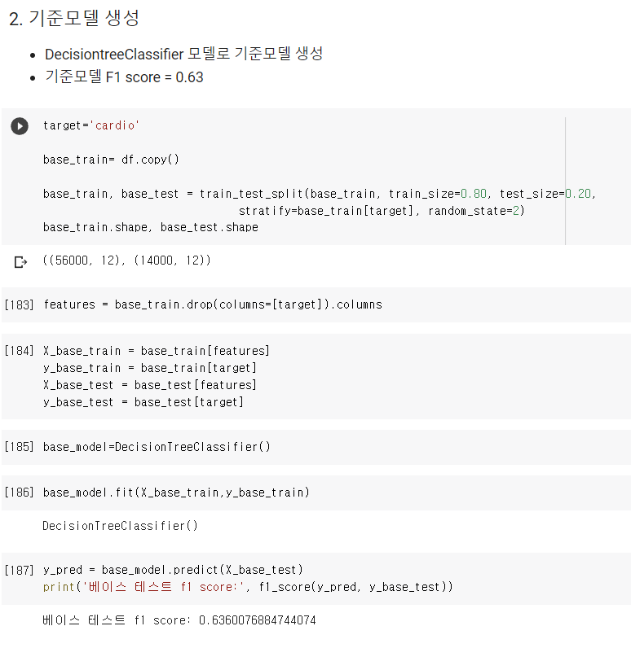 2. 기준모델 생성
• DecisiontreeClassifier 모델로 기준모델 생성
• 기준모델 F1 score = 0.63
target='cardio'
base_train= df.copy()
base_train, base_test = train_test_split(base_train, train_size=0.80, test_size=0.20,
stratify=base_train[target], random_state=2)
base_train.shape, base_test.shape
((56000, 12), (14000, 12))
[183] features = base_train.drop(columns=[target]).columns
[184] X_base_train = base_train[features]
y_base_train = base_train[target]
X_base_test = base_test[features]
y_base_test = base_test[target]
[185] base_model=DecisionTreeClassifier()
[186] base_model.fit(X_base_train,y_base_train)
DecisionTreeClassifier()
[187] y_pred = base_model.predict(X_base_test)
print('베이스 테스트 f1 score:', f1_score(y_pred, y_base_test))
베이스 테스트 f1 score: 0.6360076884744074